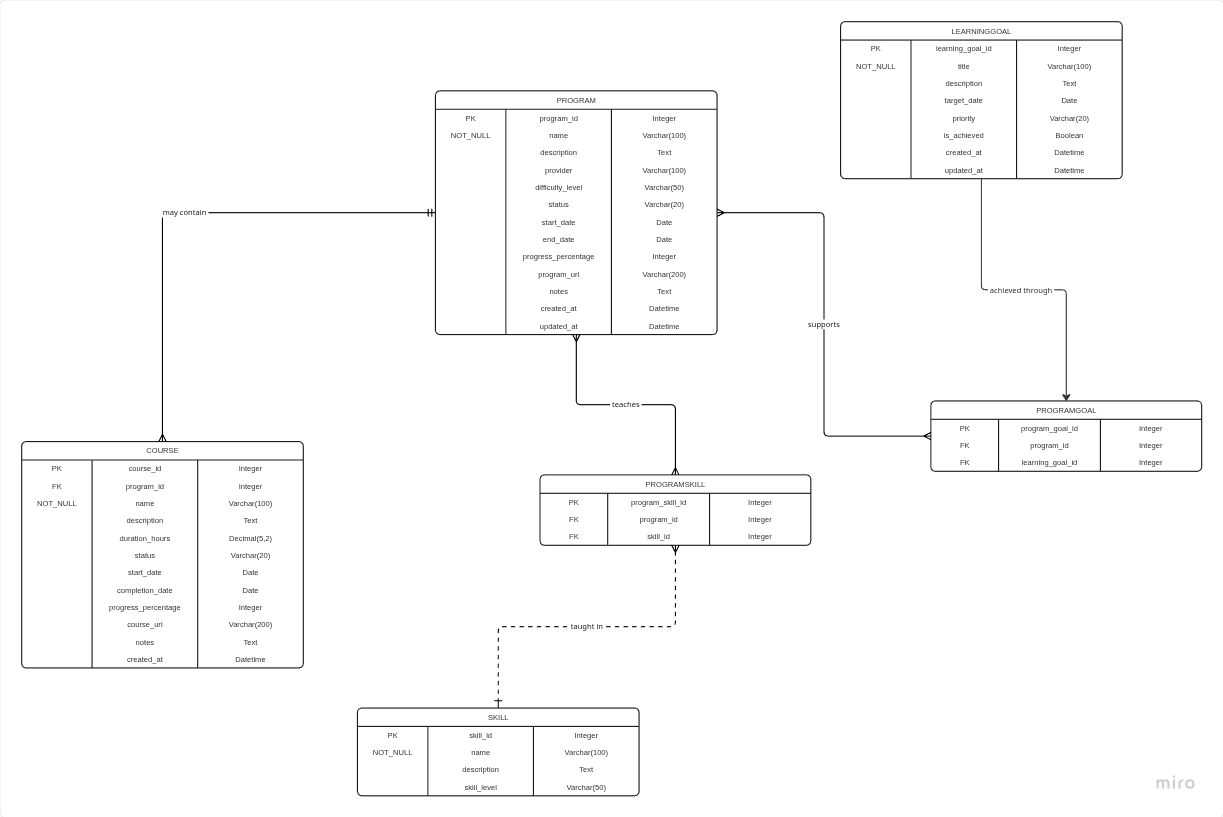 LEARNINGGOAL
PK learning_goal_id Integer
NOT_NULL title Varchar(100)
description Text
target_date Date
priority Varchar(20)
is_achieved Boolean
created_at Datetime
updated_at Datetime
PROGRAM
PK program_id Integer
NOT_NULL name Varchar(100)
description Text
provider Varchar(100)
difficulty_level Varchar(50)
status Varchar(20)
start_date Date
end_date Date
progress_percentage Integer
program_url Varchar(200)
notes Text
created_at Datetime
updated_at Datetime
may contain
achieved through
supports
teaches
PROGRAMGOAL
PK program_goal_id Integer
FK program_id Integer
FK learning_goal_id Integer
COURSE
PK course_id Integer
FK program_id Integer
NOT_NULL name Varchar(100)
description Text
duration_hours Decimal(5,2)
status Varchar(20)
start_date Date
completion_date Date
progress_percentage Integer
course_url Varchar(200)
notes Text
created_at Datetime
PROGRAMSKILL
PK program_skill_id Integer
FK program_id Integer
FK skill_id Integer
taught in
SKILL
PK skill_id Integer
NOT_NULL name Varchar(100)
description Text
skill_level Varchar(50)
miro